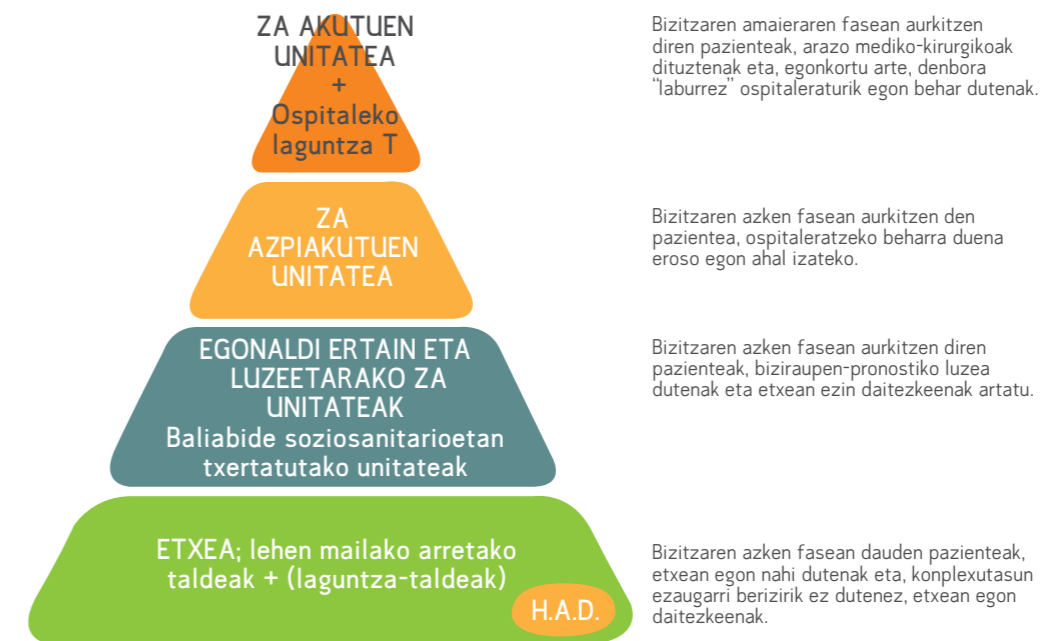 ZA AKUTUEN
UNITATEA
+
Ospitaleko
laguntza T
Bizitzaren amaieraren fasean aurkitzen
diren pazienteak, arazo mediko-kirurgikoak
dituztenak eta, egonkortu arte, denbora
“laburrez” ospitaleraturik egon behar dutenak.
ZA
AZPIAKUTUEN
UNITATEA
Bizitzaren azken fasean aurkitzen den
pazientea, ospitaleratzeko beharra duena
eroso egon ahal izateko.
EGONALDI ERTAIN ETA
LUZEETARAKO ZA
UNITATEAK
Baliabide soziosanitarioetan
txertatutako unitateak
Bizitzaren azken fasean aurkitzen diren
pazienteak, biziraupen-pronostiko luzea
dutenak eta etxean ezin daitezkeenak artatu.
ETXEA; lehen mailako arretako
taldeak + (laguntza-taldeak)
H.A.D.
Bizitzaren azken fasean dauden pazienteak,
etxean egon nahi dutenak eta, konplexutasun
ezaugarri berizirik ez dutenez, etxean egon
daitezkeenak.